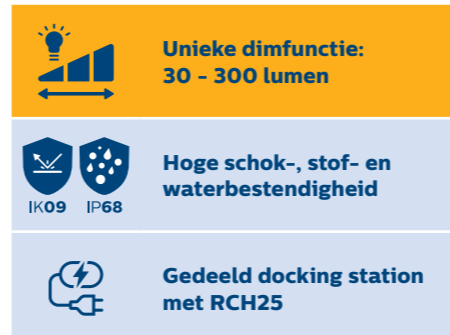 Unieke dimfunctie:
30 - 300 lumen
Hoge schok-, stof- en
waterbestendigheid
IK09 IP68
Gedeeld docking station
met RCH25